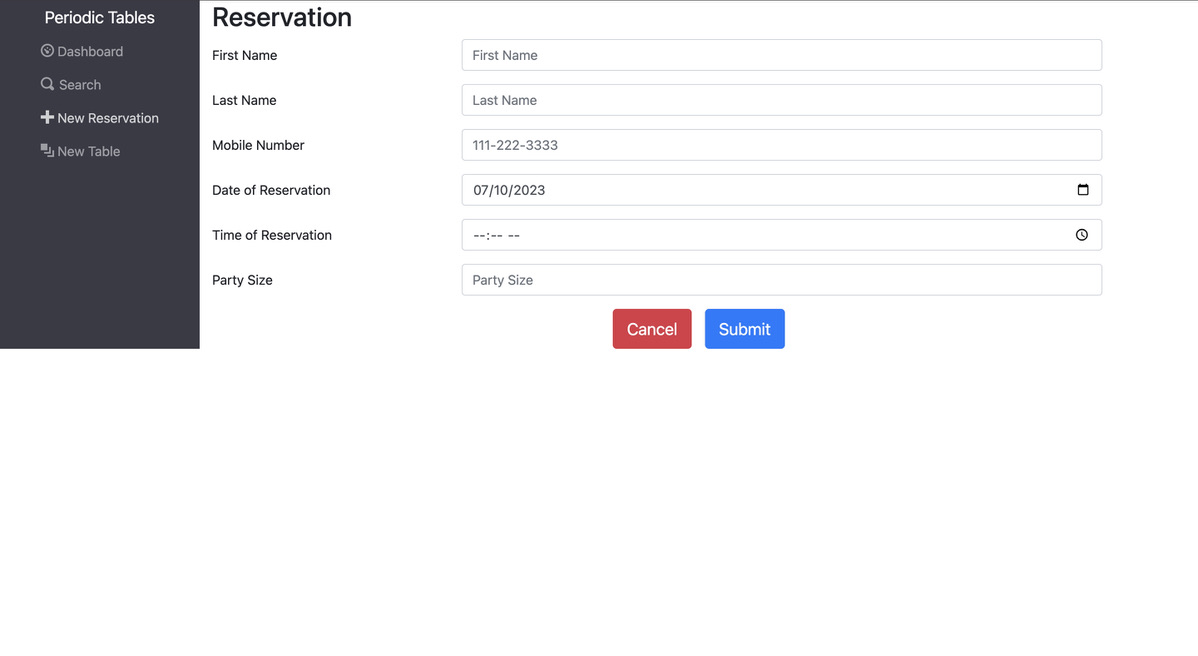 Periodic Tables
Dashboard
Search
New Reservation
New Table
Reservation
First Name
First Name
Last Name
Last Name
Mobile Number
111-222-3333
Date of Reservation
07/10/2023
Time of Reservation
--:-- --
Party Size
Party Size
Cancel
Submit